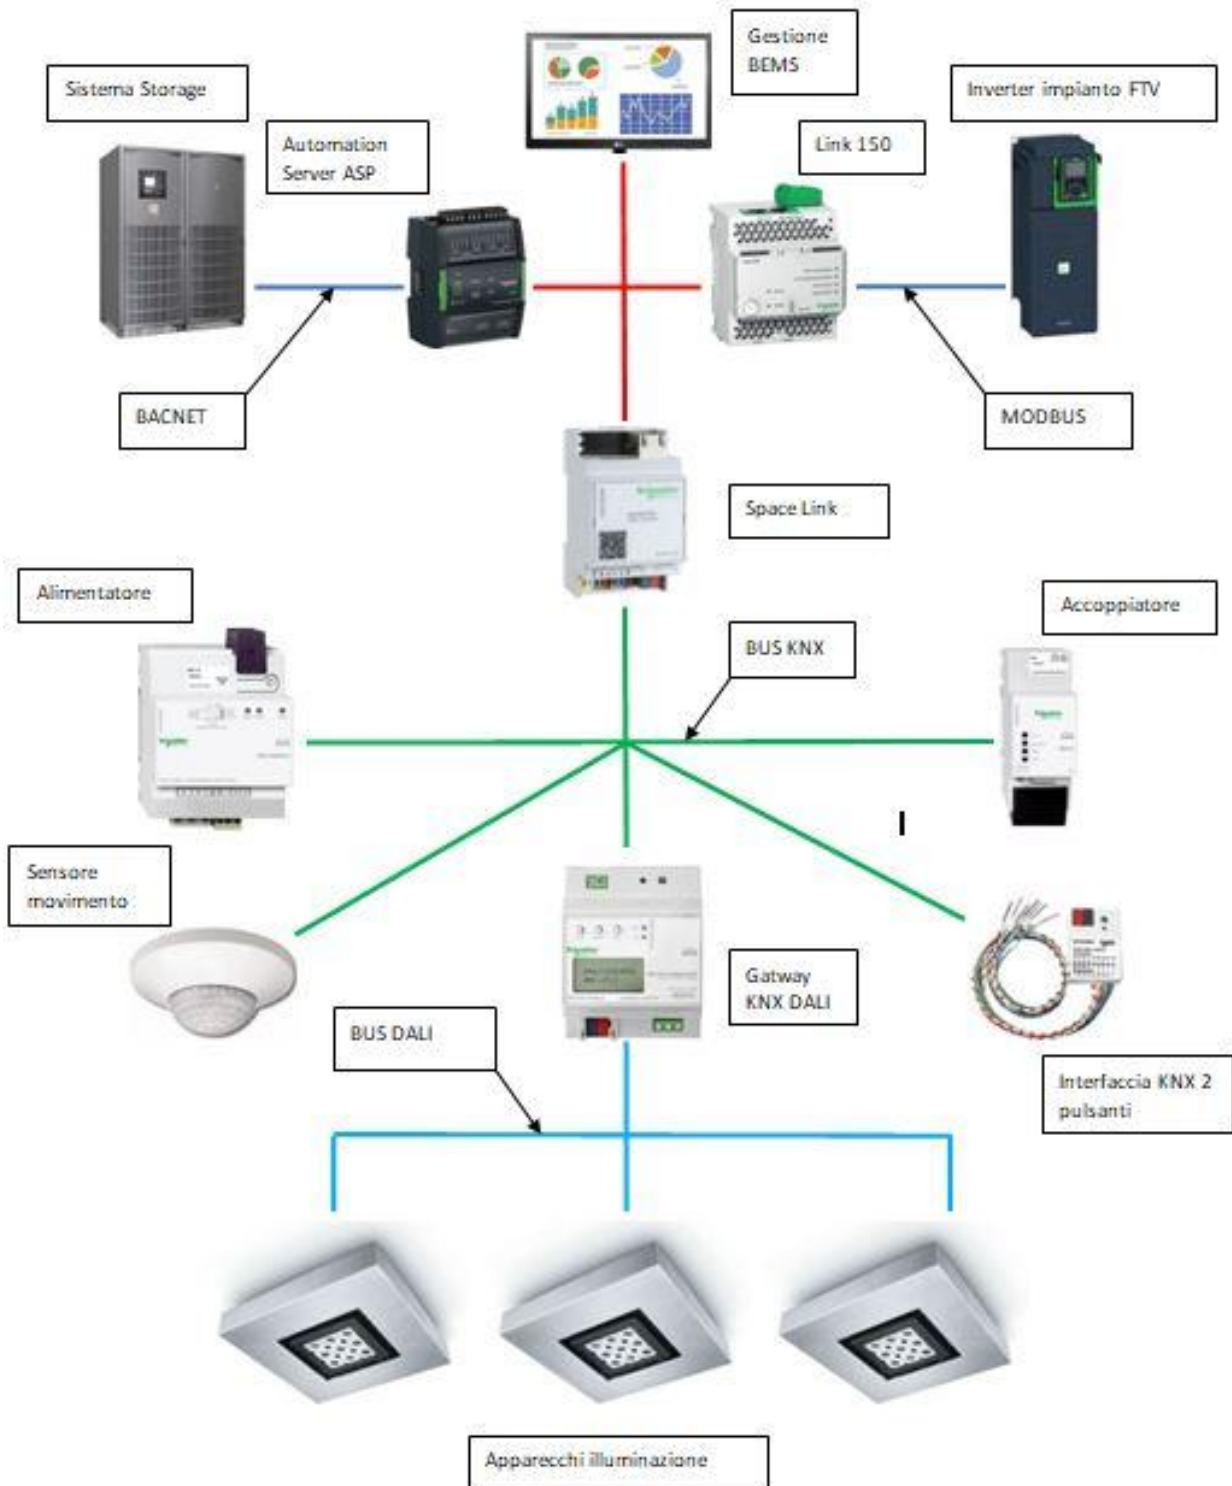 Gestione
BEMS
Sistema Storage
Inverter impianto FTV
Automation
Server ASP
Link 150
BACNET
MODBUS
Space Link
Alimentatore
Accoppiatore
BUS KNX
Sensore
movimento
Gatway
KNX DALI
BUS DALI
Interfaccia KNX 2
pulsanti
Apparecchi illuminazione